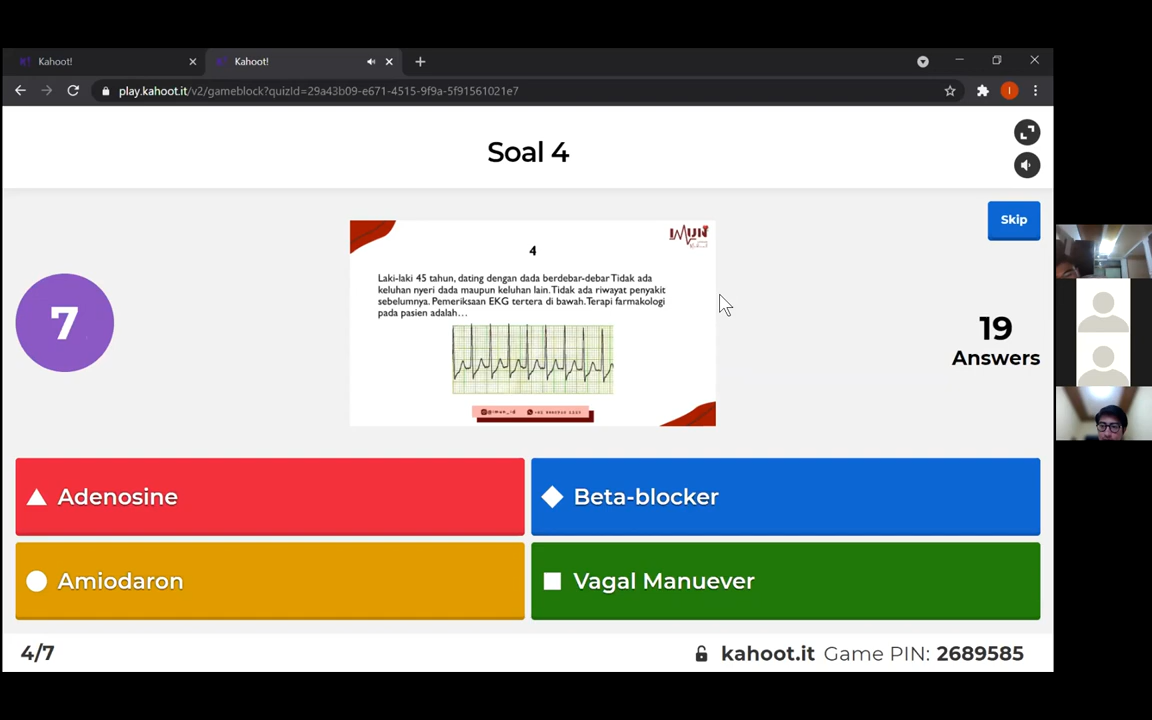 Kahoot!
Kahoot!
play.kahoot.it/v2/gameblock?quizId=29a43b09-e671-4515-9f9a-5f91561021e7
I
Soal 4
Skip
IMUN
4
Laki-laki 45 tahun, dating dengan dada berdebar-debar Tidak ada
keluhan nyeri dada maupun keluhan lain. Tidak ada riwayat penyakit
sebelumnya. Pemeriksaan EKG tertera di bawah. Terapi farmakologi
pada pasien adalah...
7
19
Answers
Adenosine
Beta-blocker
Amiodaron
Vagal Manuever
4/7
kahoot.it Game PIN: 2689585